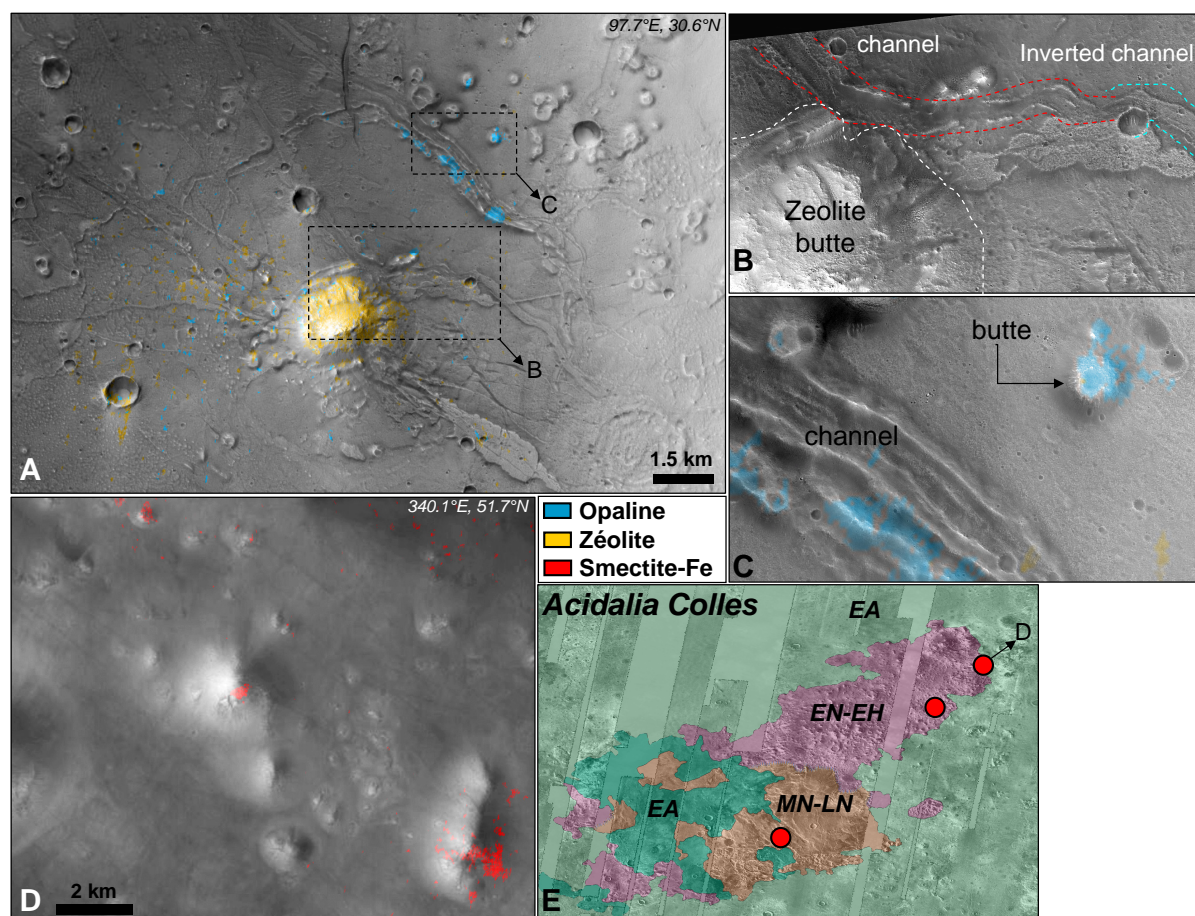 97.7°E, 30.6°N
C
B
A
1.5 km
channel
Inverted channel
Zeolite
butte
B
butte
channel
C
340.1°E, 51.7°N
D
2 km
Opaline
Zéolite
Smectite-Fe
Acidalia Colles
EA
D
EN-EH
EA
MN-LN
E